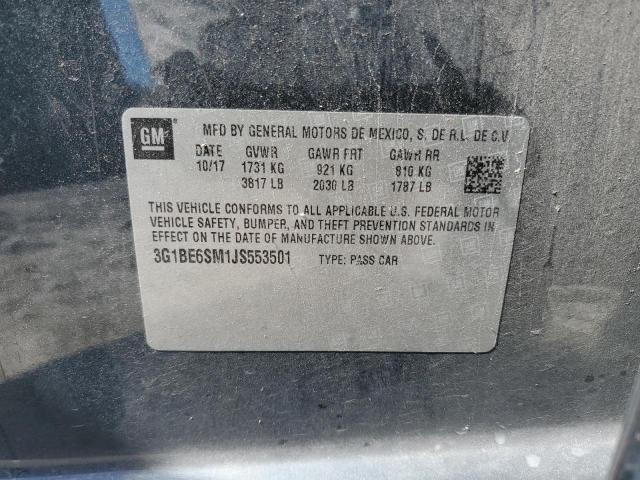 GM ® MFD BY GENERAL MOTORS DE MEXICO, S. DE R.L. DE C.V
DATE GVWR GAWR FRT GAWR RR
10/17 1731 KG 921 KG 810 KG
3817 LB 2030 LB 1787 LB
THIS VEHICLE CONFORMS TO ALL APPLICABLE U.S. FEDERAL MOTOR
VEHICLE SAFETY, BUMPER, AND THEFT PREVENTION STANDARDS IN
EFFECT ON THE DATE OF MANUFACTURE SHOWN ABOVE.
3G1BE6SM1JS553501 TYPE: PASS CAR